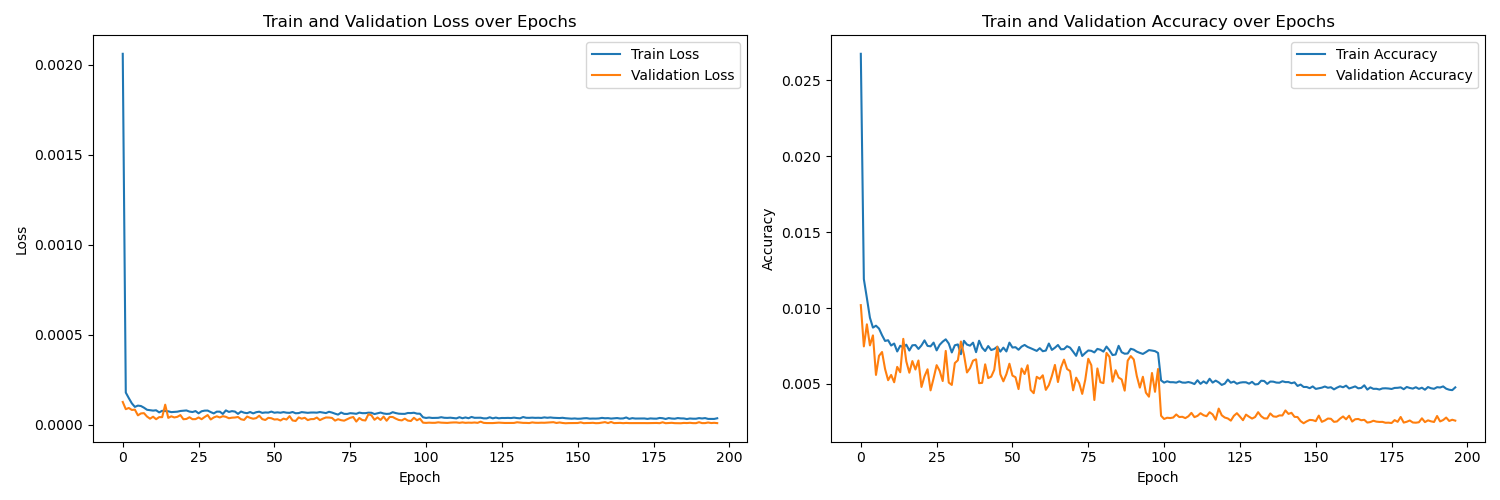 Train and Validation Loss over Epochs
Train Loss
Validation Loss
0.0020
0.0015
0.0010
0.0005
0.0000
Loss
0 25 50 75 100 125 150 175 200
Epoch
Train and Validation Accuracy over Epochs
Train Accuracy
Validation Accuracy
0.025
0.020
0.015
0.010
0.005
Accuracy
0 25 50 75 100 125 150 175 200
Epoch